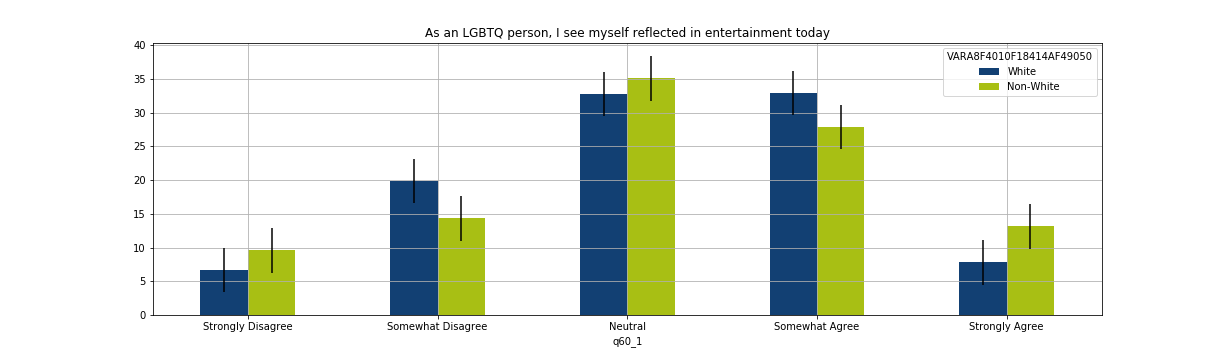 As an LGBTQ person, I see myself reflected in entertainment today
40
35
30
25
20
15
10
5
0
VARA8F4010F18414AF49050
White
Non-White
Strongly Disagree
Somewhat Disagree
Neutral
Somewhat Agree
Strongly Agree
q60_1